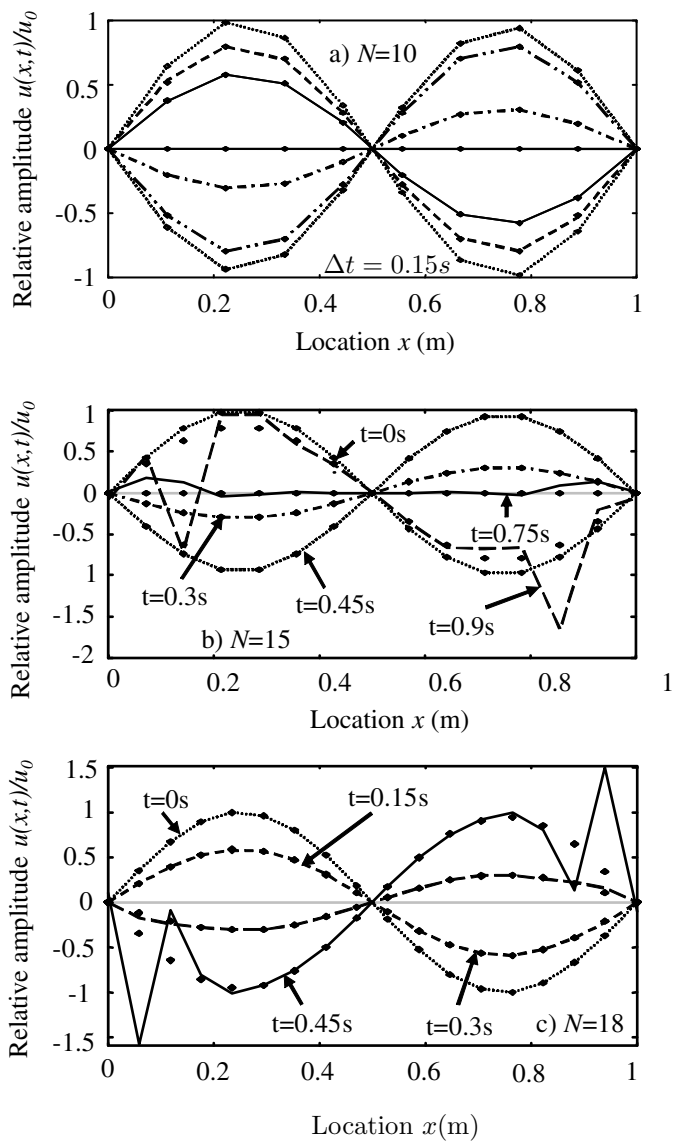 Relative amplitude u(x,t)/u₀
1
0.5
0
-0.5
-1
a) N=10
Δt = 0.15s
0 0.2 0.4 0.6 0.8 1
Location x (m)
Relative amplitude u(x,t)/u₀
1
0.5
0
-0.5
1
-1.5
-2
t=0s
t=0.75s
t=0.3s
t=0.45s
t=0.9s
b) N=15
0 0.2 0.4 0.6 0.8 1
Location x (m)
Relative amplitude u(x,t)/u₀
1.5
1
0.5
0
-0.5
-1
-1.5
t=0s
t=0.15s
t=0.45s
t=0.3s
c) N=18
0 0.2 0.4 0.6 0.8 1
Location x(m)